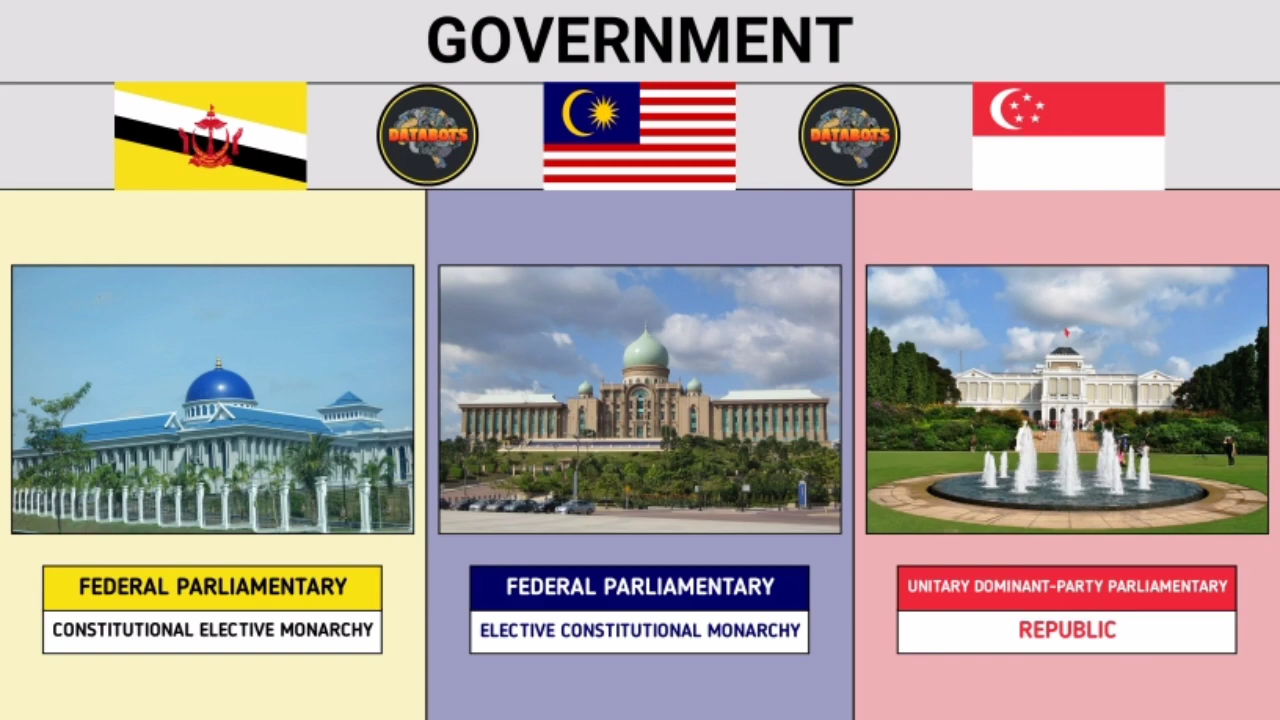 GOVERNMENT
DATABOTS
DATABOTS
FEDERAL PARLIAMENTARY
CONSTITUTIONAL ELECTIVE MONARCHY
FEDERAL PARLIAMENTARY
ELECTIVE CONSTITUTIONAL MONARCHY
UNITARY DOMINANT-PARTY PARLIAMENTARY
REPUBLIC